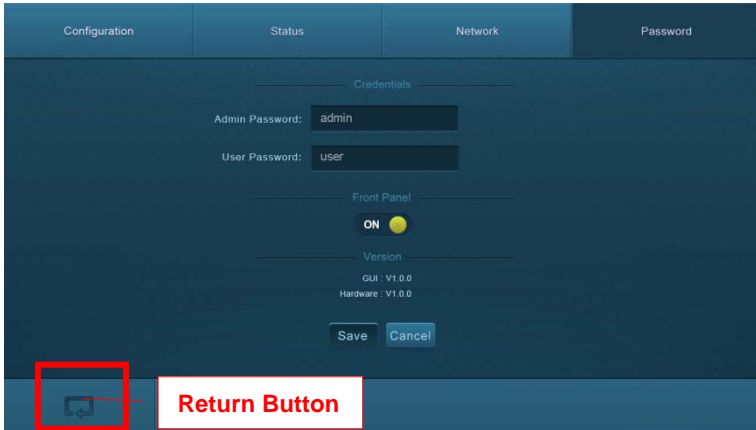 Configuration Status Network Password
Credentials
Admin Password: admin
User Password: user
Front Panel
ON
Version
GUI : V1.0.0
Hardware : V1.0.0
Save Cancel
Return Button